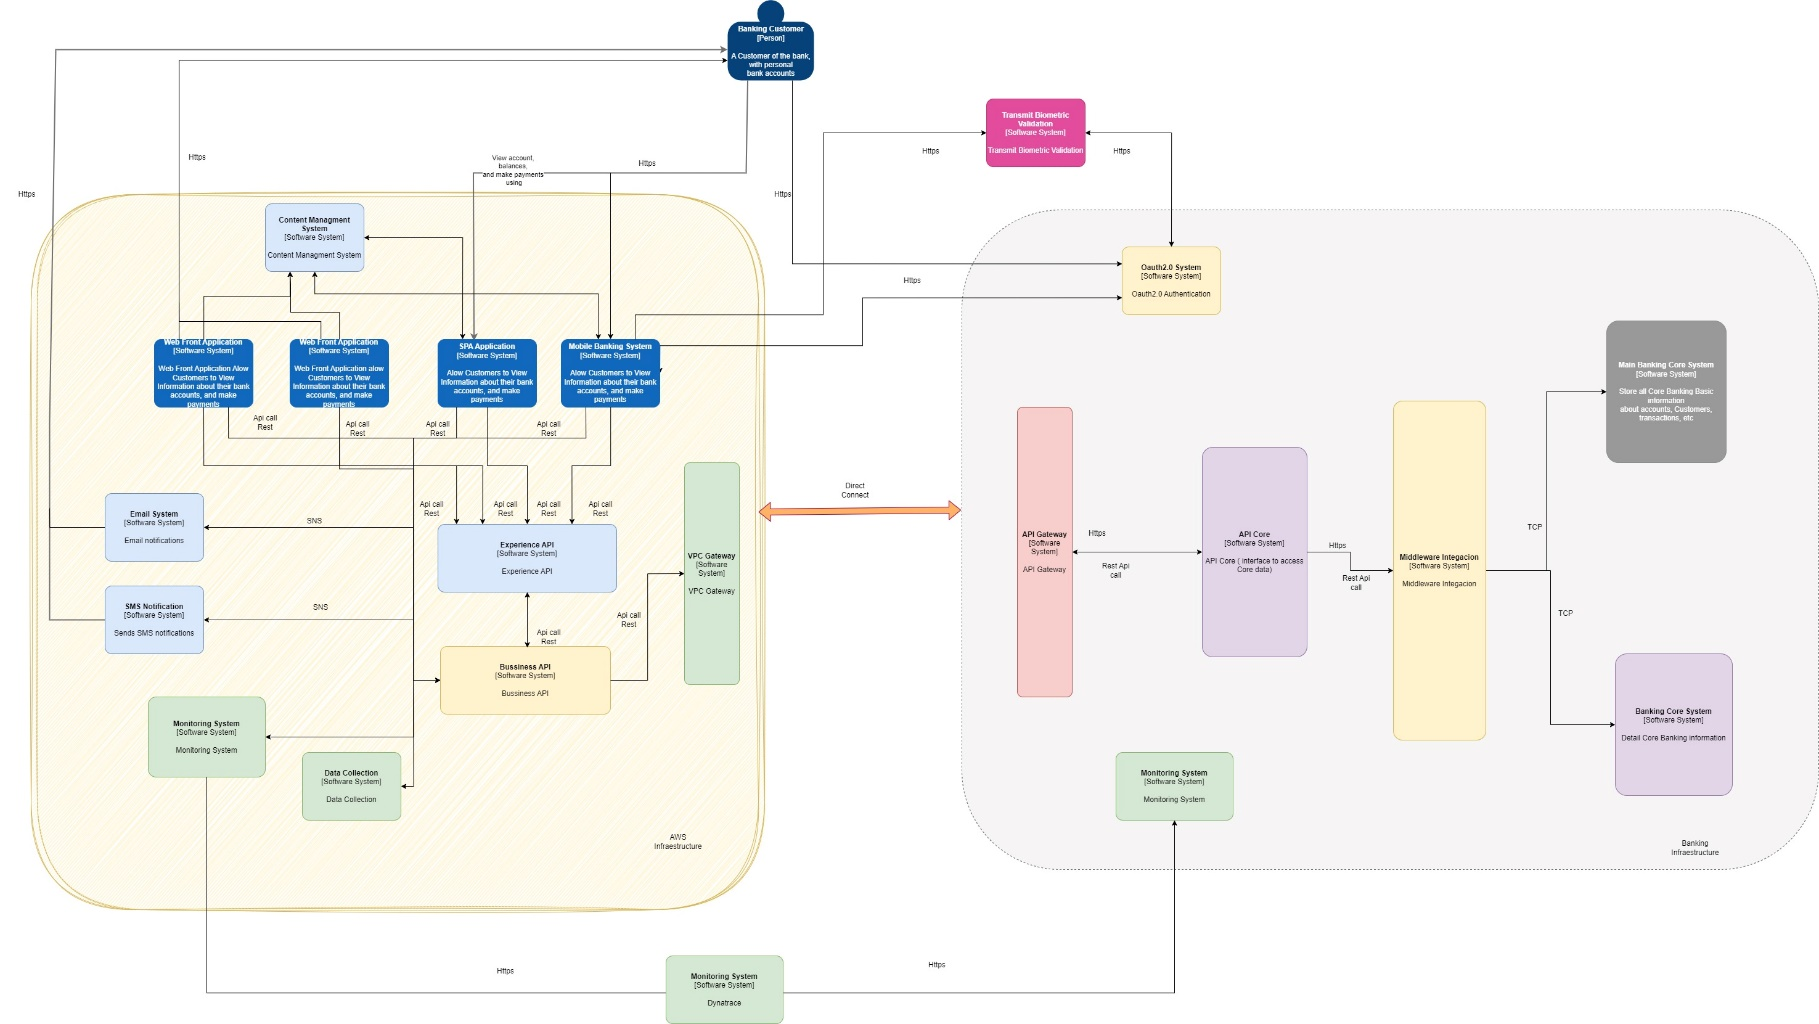 Banking Customer
[Person]
A Customer of the bank,
with personal
bank accounts
Transmit Biometric
Validation
[Software System]
Transmit Biometric Validation
Https
Https
Https
View account,
balances,
and make payments
using
Https
Https
Https
Content Managment
System
[Software System]
Content Managment System
Oauth2.0 System
[Software System]
Oauth2.0 Authentication
Https
Web Front Application
[Software System]
Web Front Application Alow
Customers to View
Information about their bank
accounts, and make
payments
Web Front Application
[Software System]
Web Front Application alow
Customers to View
Information about their bank
accounts, and make
payments
SPA Application
[Software System]
Alow Customers to View
Information about their bank
accounts, and make
payments
Mobile Banking System
[Software System]
Alow Customers to View
Information about their bank
accounts, and make
payments
Main Banking Core System
[Software System]
Store all Core Banking Basic
information
about accounts, Customers,
transactions, etc
Api call
Rest
Api call
Rest
Api call
Rest
Api call
Rest
Direct
Connect
Api call
Rest
Api call
Rest
Api call
Rest
Api call
Rest
Email System
[Software System]
Email notifications
SNS
Experience API
[Software System]
Experience API
VPC Gateway
[Software
System]
VPC Gateway
API Gateway
[Software
System]
API Gateway
Https
Rest Api
call
API Core
[Software System]
API Core ( interface to access
Core data)
Https
Rest Api
call
Middleware Integacion
[Software System]
Middleware Integacion
TCP
TCP
SMS Notification
[Software System]
Sends SMS notifications
SNS
Api call
Rest
Api call
Rest
Bussiness API
[Software System]
Bussiness API
Banking Core System
[Software System]
Detail Core Banking information
Monitoring System
[Software System]
Monitoring System
Data Collection
[Software System]
Data Collection
Monitoring System
[Software System]
Monitoring System
AWS
Infraestructure
Banking
Infraestructure
Https
Https
Monitoring System
[Software System]
Dynatrace